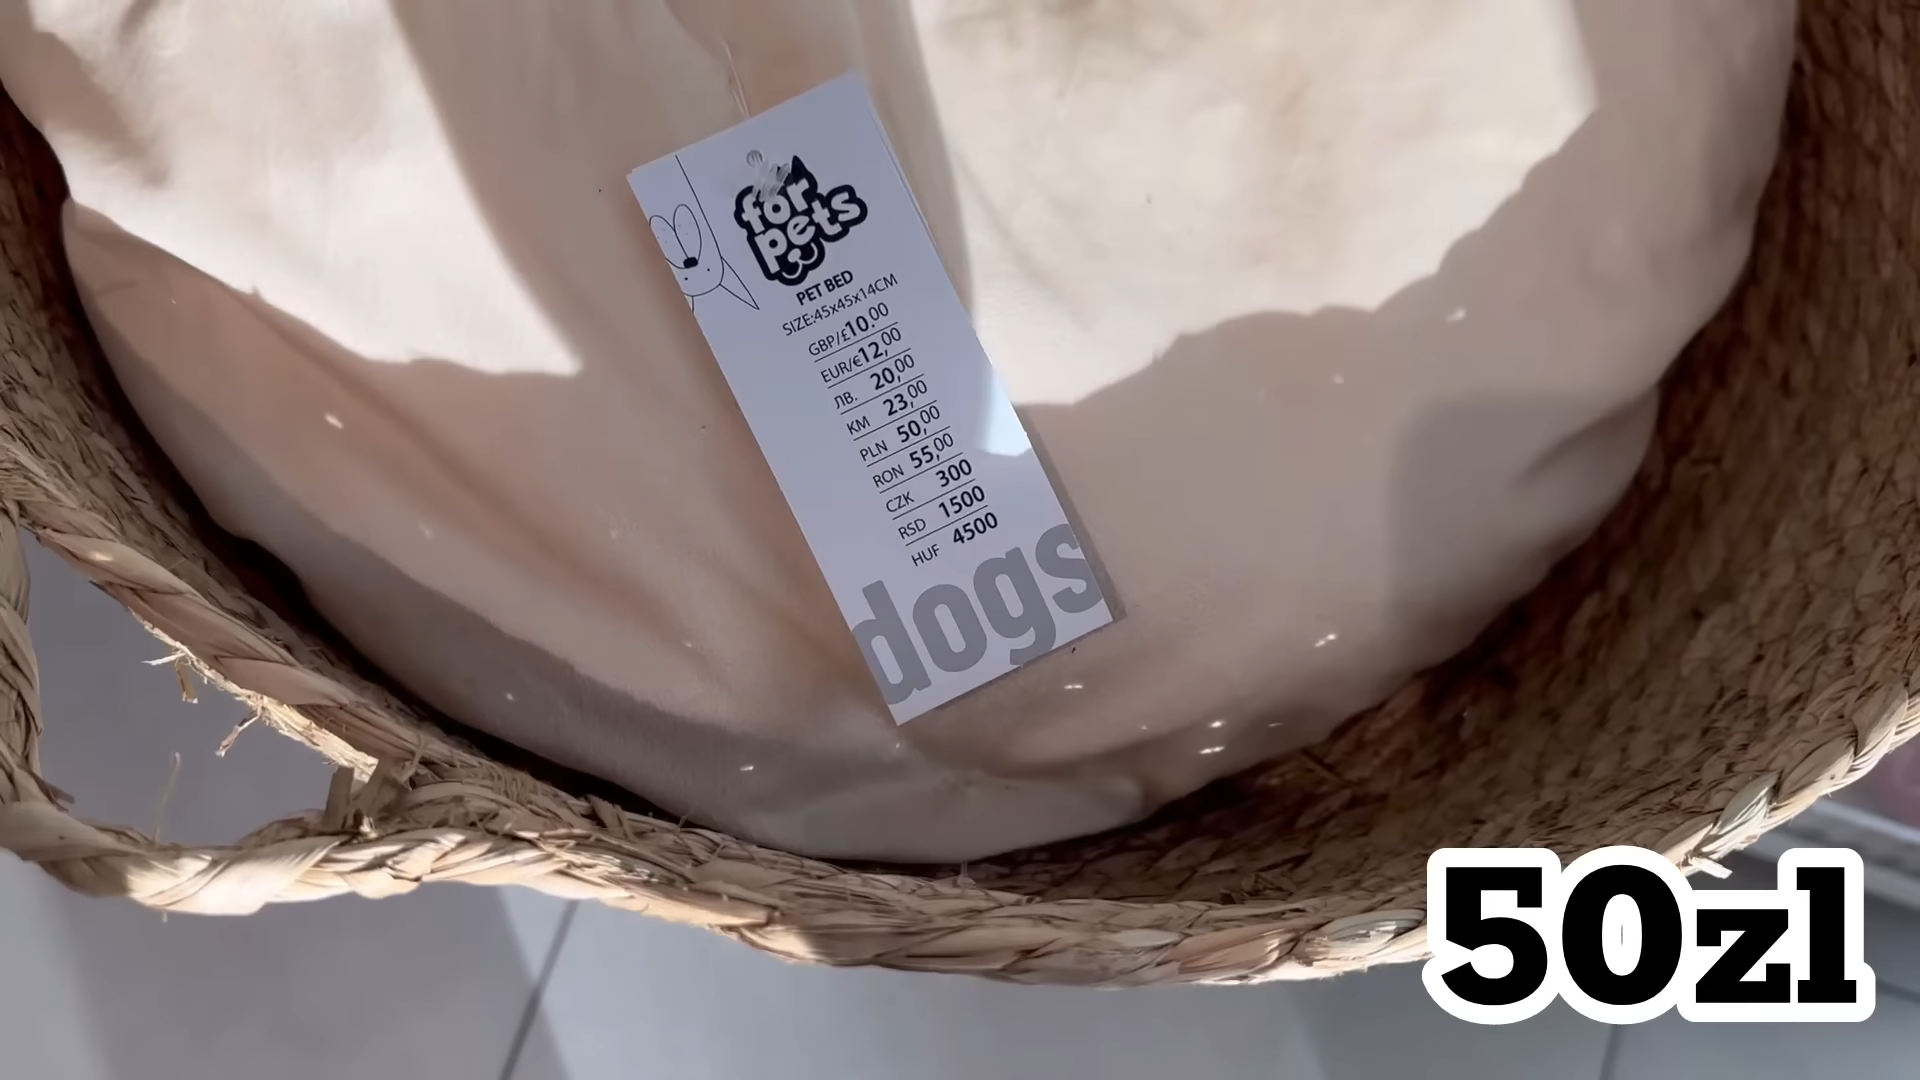 for
pets
PET BED
SIZE:45x45x14CM
GBP/£10.00
EUR/€12,00
ЛВ. 20,00
KM 23,00
PLN 50,00
RON 55,00
CZK 300
RSD 1500
HUF 4500
dogs
50zl